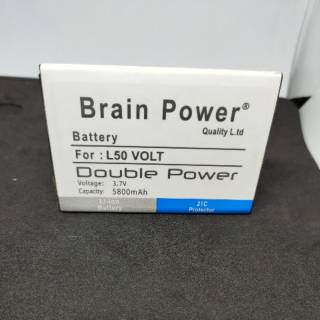 Brain Power®
Quality L.td
Battery
For : L50 VOLT
Double Power
Voltage: 3.7V
Capacity: 5800mAh
Li-ion
Battery
2IC
Protector